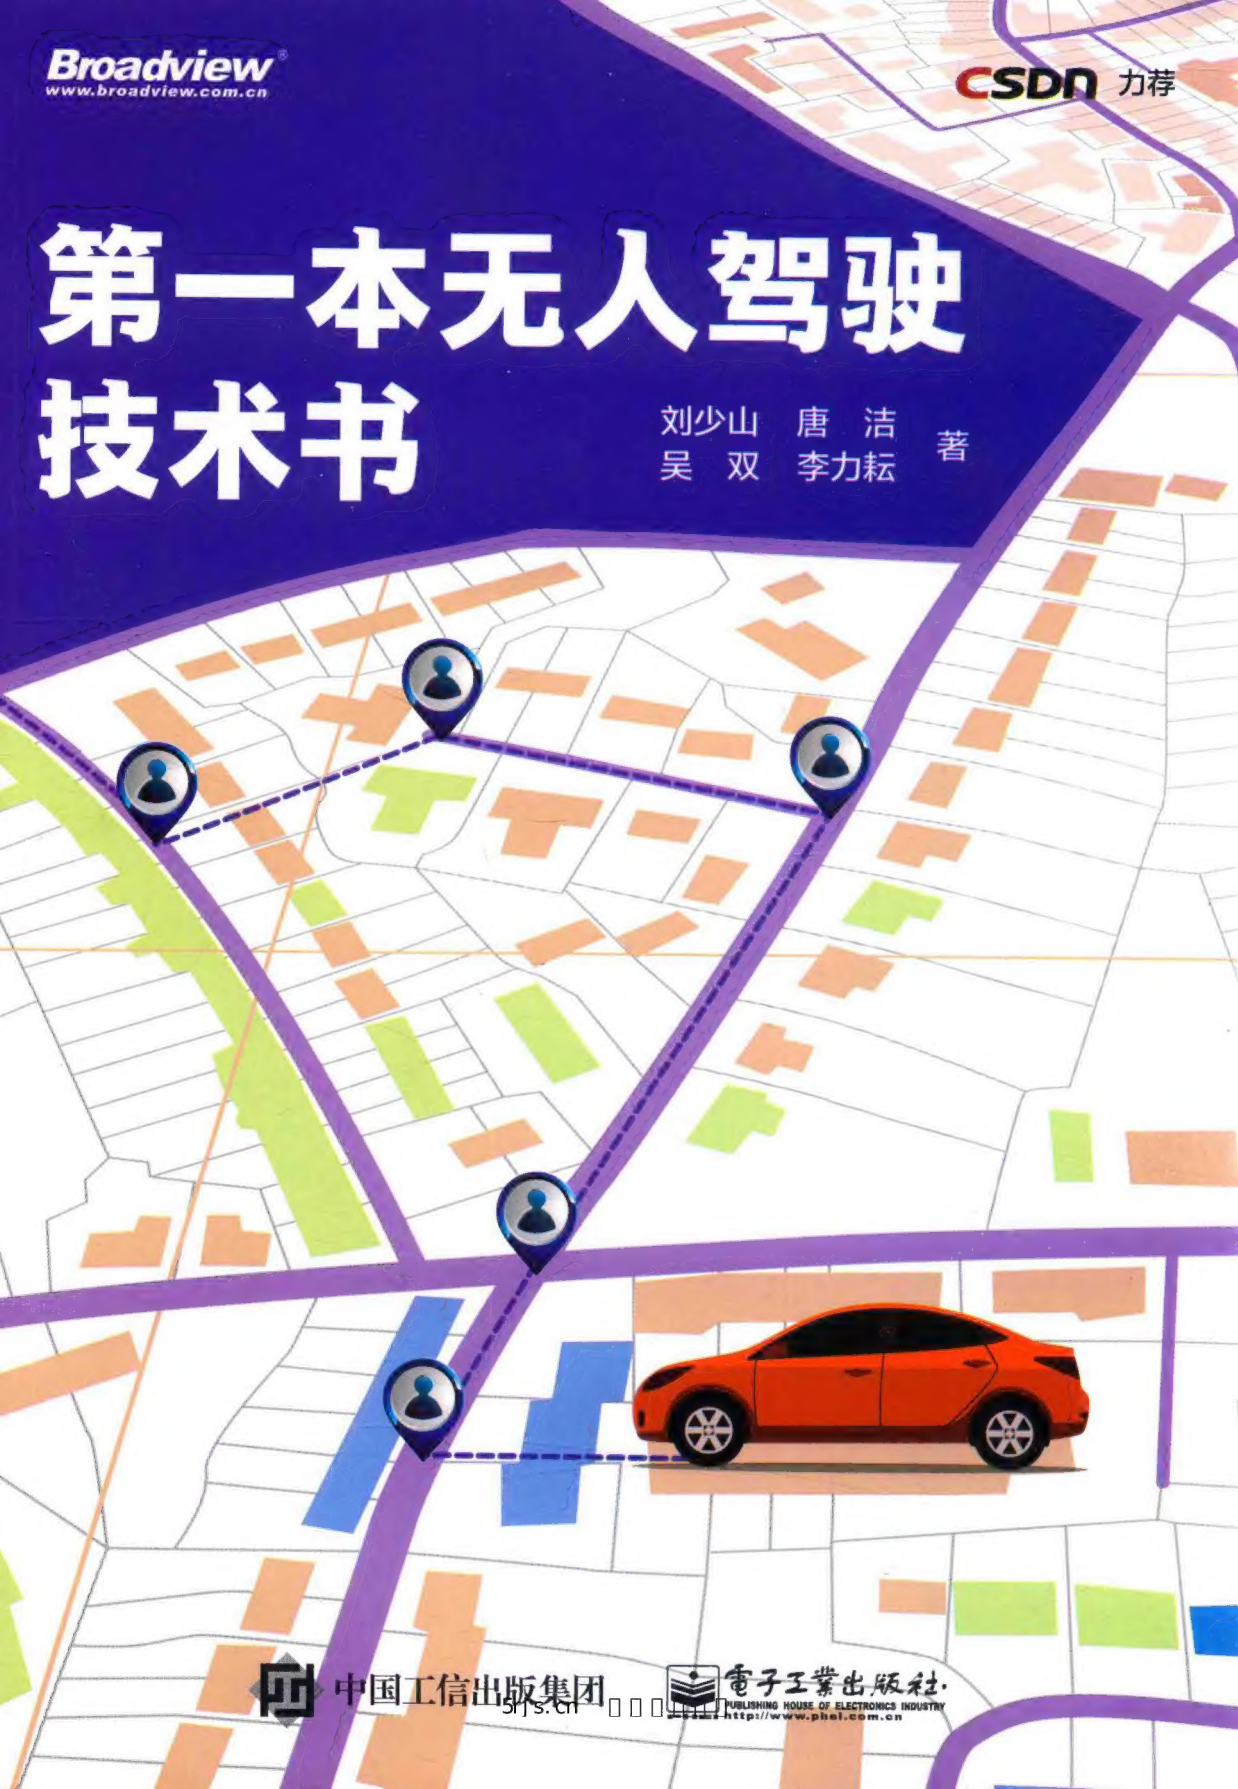 Broadview®
www.broadview.com.cn
CSDN 力荐
第一本无人驾驶
技术书
刘少山 唐 洁
吴 双 李力耘 著
中国工信出版集团
電子工業出版社·
PUBLISHING HOUSE OF ELECTRONICS INDUSTRY
http://www.phei.com.cn
5rjs.cn